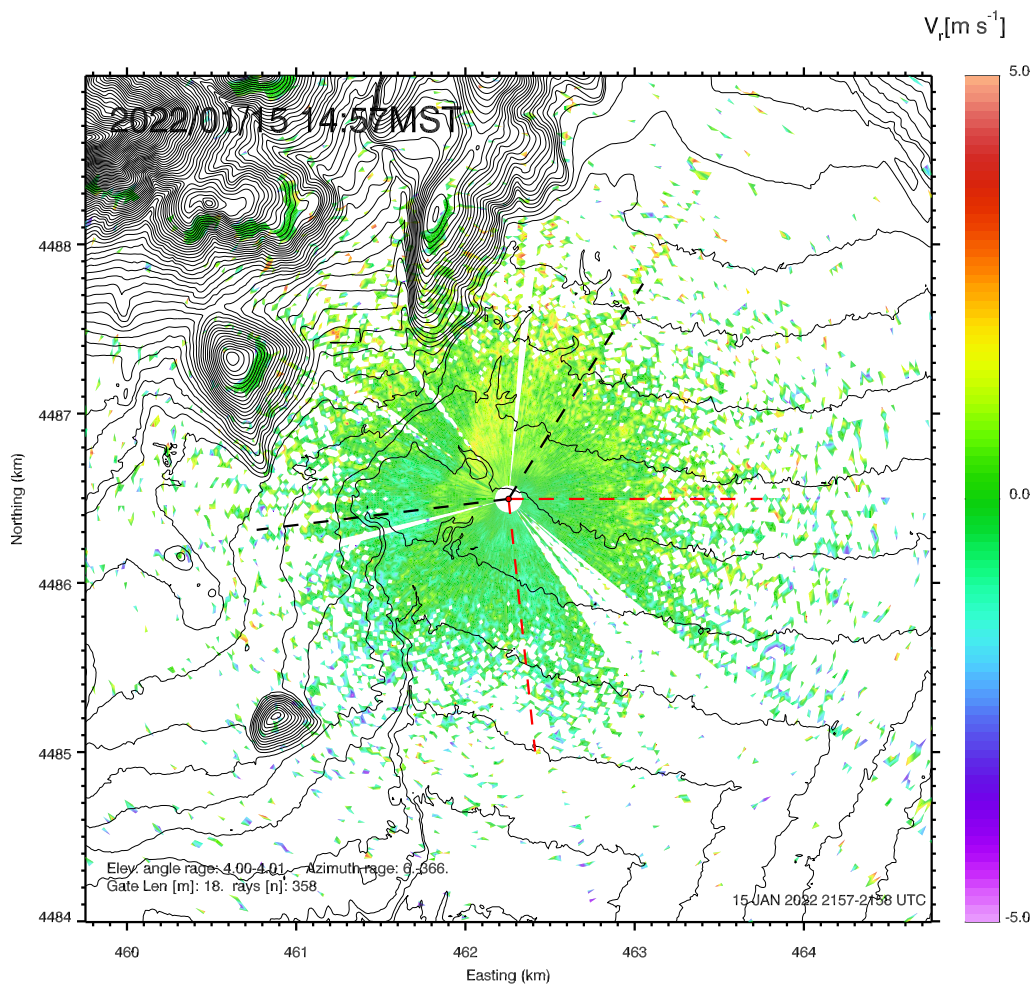 V_r[m s^-1]
5.0
2022/01/15 14:57MST
4488
4487
0.0
Northing (km)
4486
4485
Elev. angle rage: 4.00-4.01 Azimuth rage: 6.-366.
Gate Len [m]: 18. rays [n]: 358
15 JAN 2022 2157-2158 UTC
4484
-5.0
460 461 462 463 464
Easting (km)